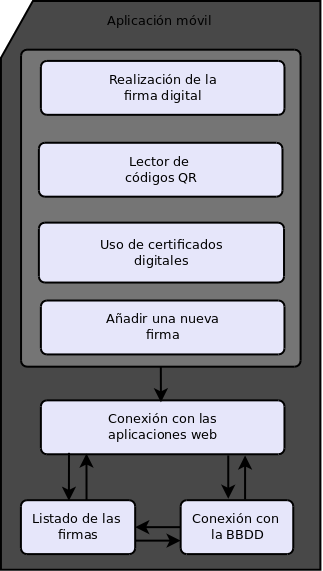 Aplicación móvil
Realización de la
firma digital
Lector de
códigos QR
Uso de certificados
digitales
Añadir una nueva
firma
Conexión con las
aplicaciones web
Listado de las
firmas
Conexión con
la BBDD